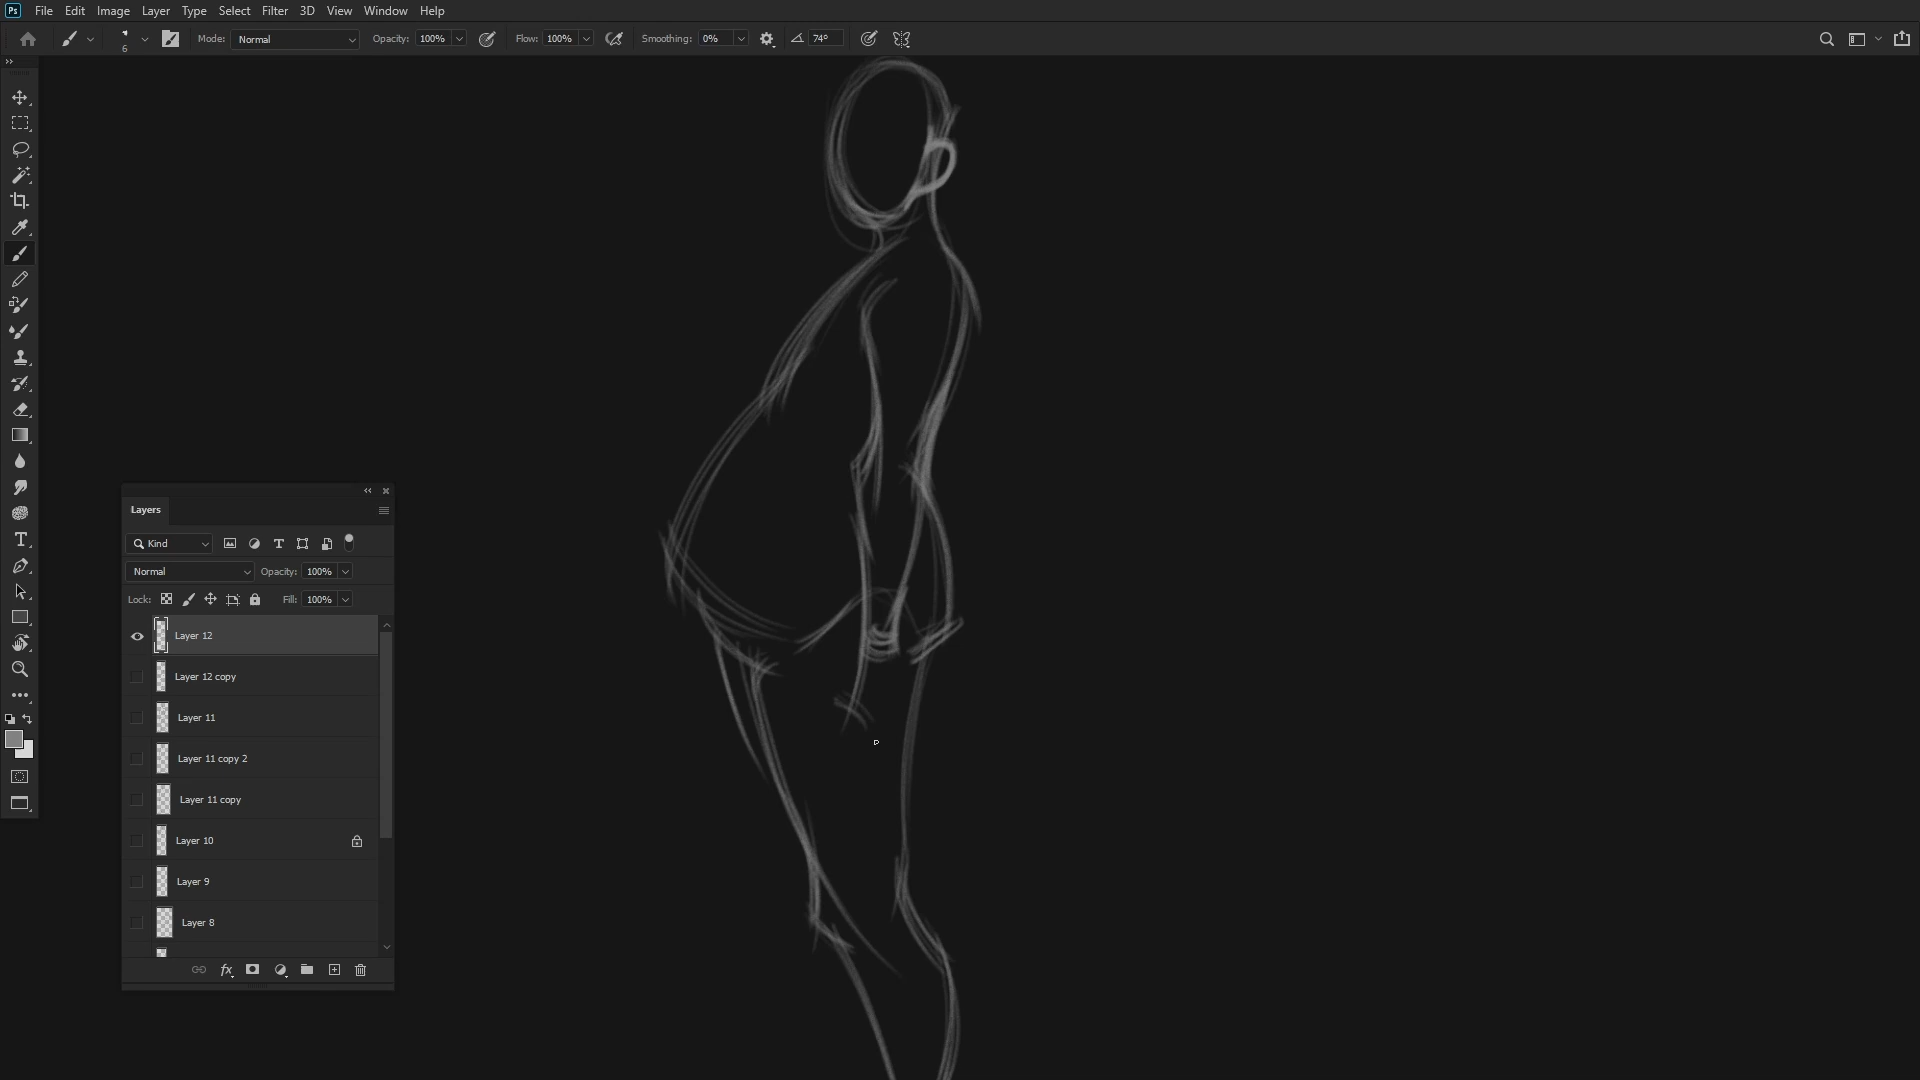 Ps File Edit Image Layer Type Select Filter 3D View Window Help
6 Mode: Normal Opacity: 100% Flow: 100% Smoothing: 0% 74°
Layers
Kind
Normal Opacity: 100%
Lock: Fill: 100%
Layer 12
Layer 12 copy
Layer 11
Layer 11 copy 2
Layer 11 copy
Layer 10
Layer 9
Layer 8
fx